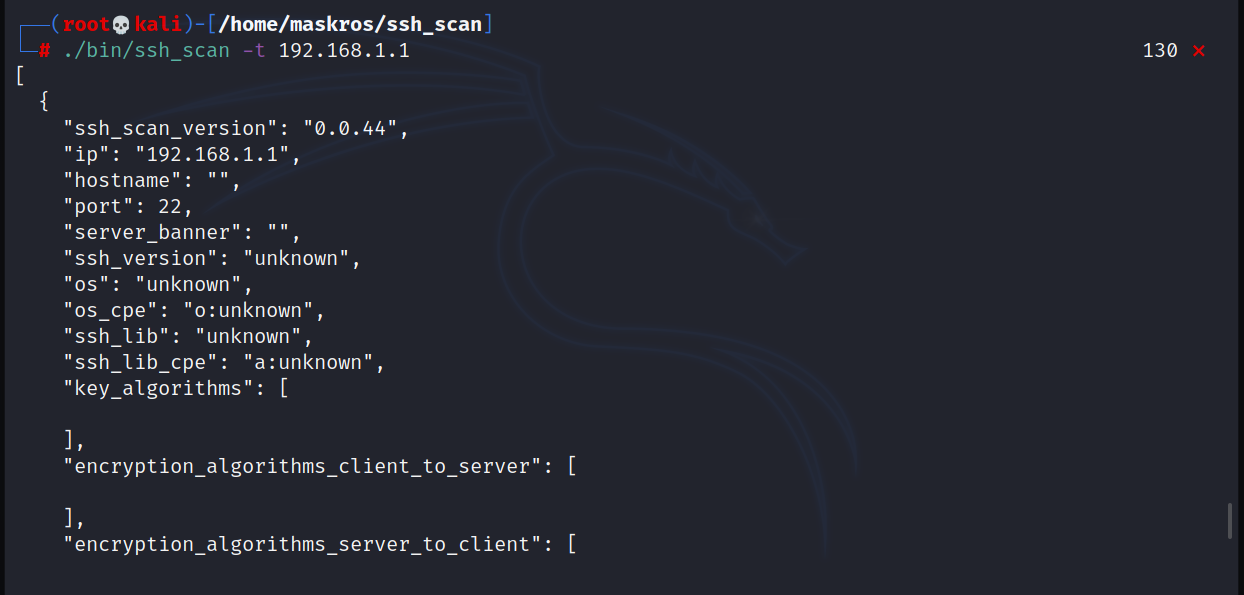 (root💀kali)-[/home/maskros/ssh_scan]
# ./bin/ssh_scan -t 192.168.1.1 130 ⨯
[
  {
    "ssh_scan_version": "0.0.44",
    "ip": "192.168.1.1",
    "hostname": "",
    "port": 22,
    "server_banner": "",
    "ssh_version": "unknown",
    "os": "unknown",
    "os_cpe": "o:unknown",
    "ssh_lib": "unknown",
    "ssh_lib_cpe": "a:unknown",
    "key_algorithms": [

    ],
    "encryption_algorithms_client_to_server": [

    ],
    "encryption_algorithms_server_to_client": [